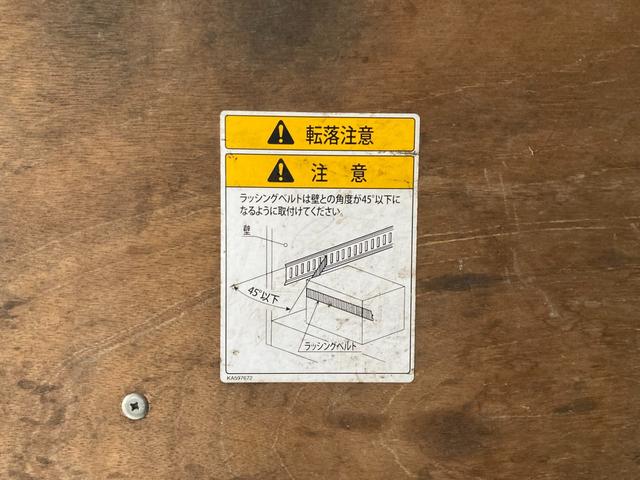 転落注意
注 意
ラッシングベルトは壁との角度が45°以下に
なるように取付けてください。
壁
45°以下
ラッシングベルト
KA597672